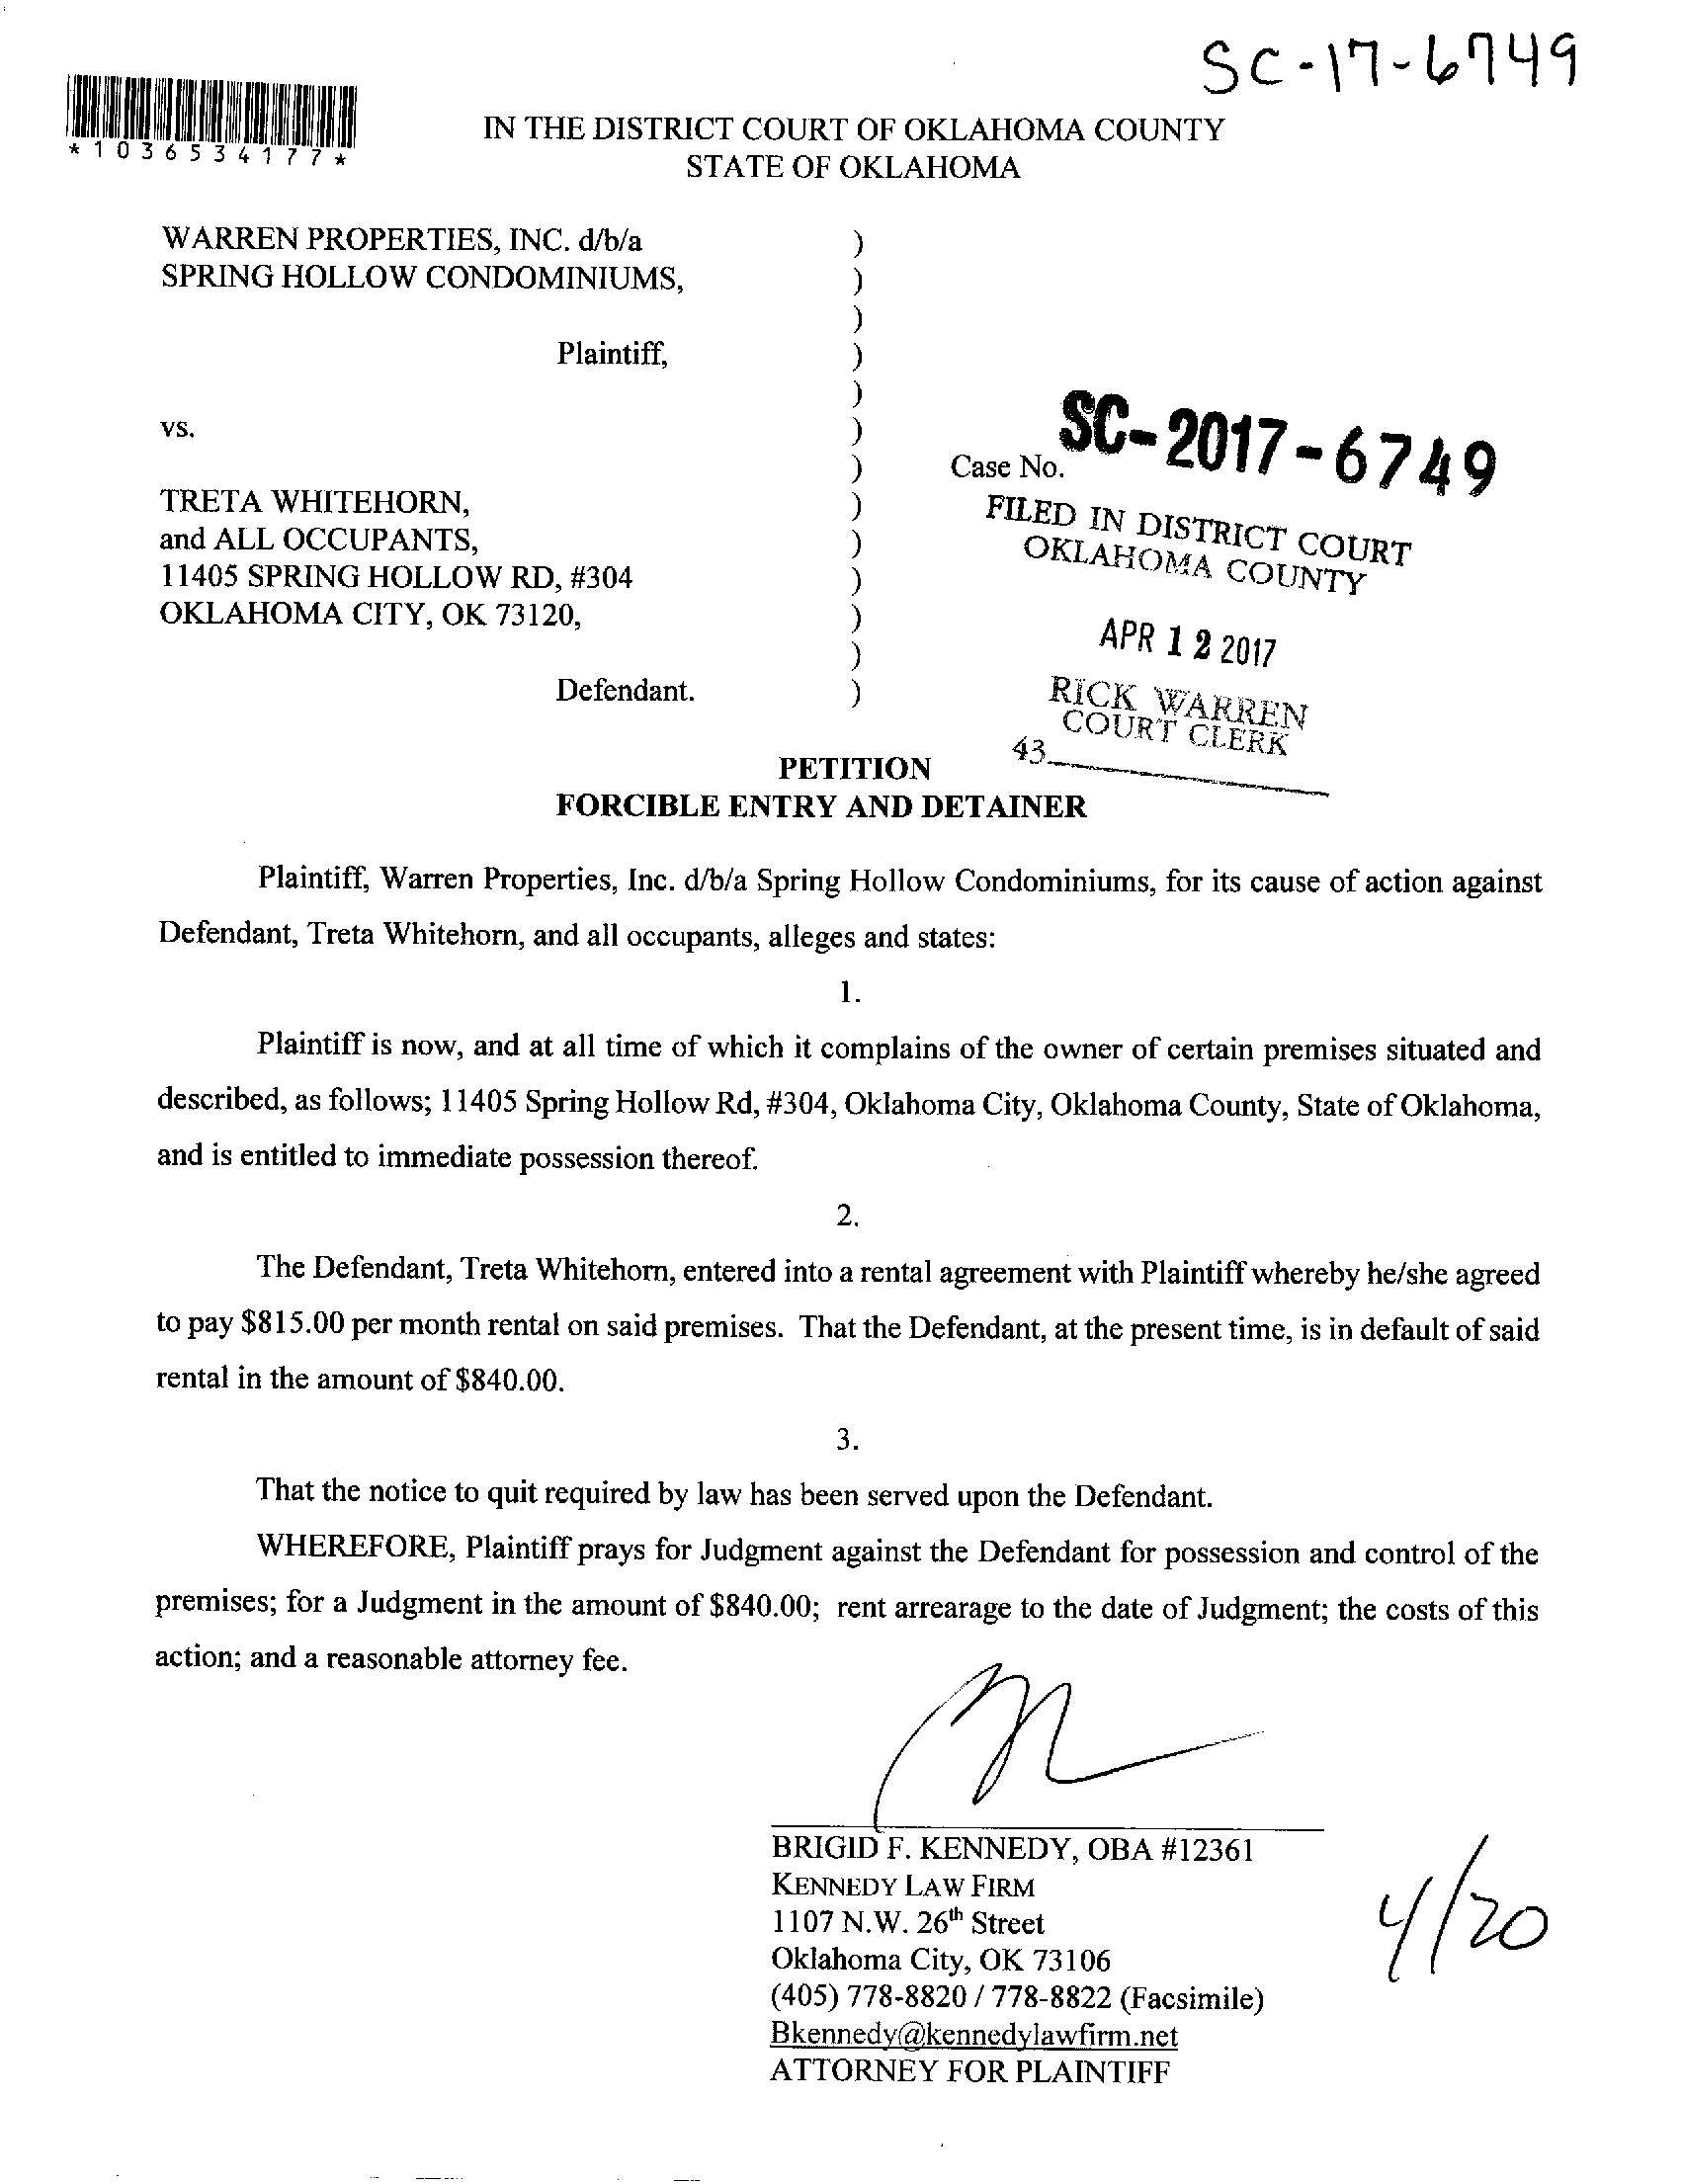 SC-17-6749
*1036534177*
IN THE DISTRICT COURT OF OKLAHOMA COUNTY
STATE OF OKLAHOMA
WARREN PROPERTIES, INC. d/b/a )
SPRING HOLLOW CONDOMINIUMS, )
)
Plaintiff, )
)
vs. )
) Case No. SC-2017-6749
TRETA WHITEHORN, )
and ALL OCCUPANTS, )
11405 SPRING HOLLOW RD, #304 )
OKLAHOMA CITY, OK 73120, )
)
Defendant. )
FILED IN DISTRICT COURT
OKLAHOMA COUNTY
APR 12 2017
RICK WARREN
COURT CLERK
43
PETITION
FORCIBLE ENTRY AND DETAINER
Plaintiff, Warren Properties, Inc. d/b/a Spring Hollow Condominiums, for its cause of action against
Defendant, Treta Whitehorn, and all occupants, alleges and states:
1.
Plaintiff is now, and at all time of which it complains of the owner of certain premises situated and
described, as follows; 11405 Spring Hollow Rd, #304, Oklahoma City, Oklahoma County, State of Oklahoma,
and is entitled to immediate possession thereof.
2.
The Defendant, Treta Whitehorn, entered into a rental agreement with Plaintiff whereby he/she agreed
to pay $815.00 per month rental on said premises. That the Defendant, at the present time, is in default of said
rental in the amount of $840.00.
3.
That the notice to quit required by law has been served upon the Defendant.
WHEREFORE, Plaintiff prays for Judgment against the Defendant for possession and control of the
premises; for a Judgment in the amount of $840.00; rent arrearage to the date of Judgment; the costs of this
action; and a reasonable attorney fee.
BRIGID F. KENNEDY, OBA #12361
KENNEDY LAW FIRM
1107 N.W. 26th Street
Oklahoma City, OK 73106
(405) 778-8820 / 778-8822 (Facsimile)
Bkennedy@kennedylawfirm.net
ATTORNEY FOR PLAINTIFF
4/20